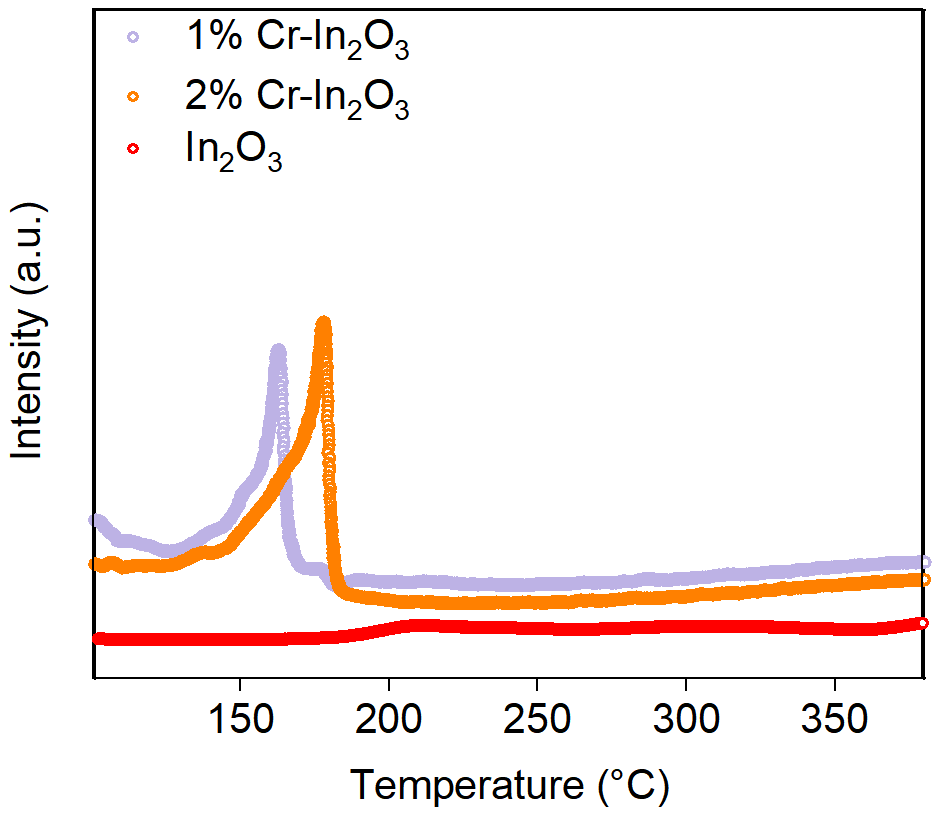 1% Cr-In₂O₃
2% Cr-In₂O₃
In₂O₃
Intensity (a.u.)
150 200 250 300 350
Temperature (°C)